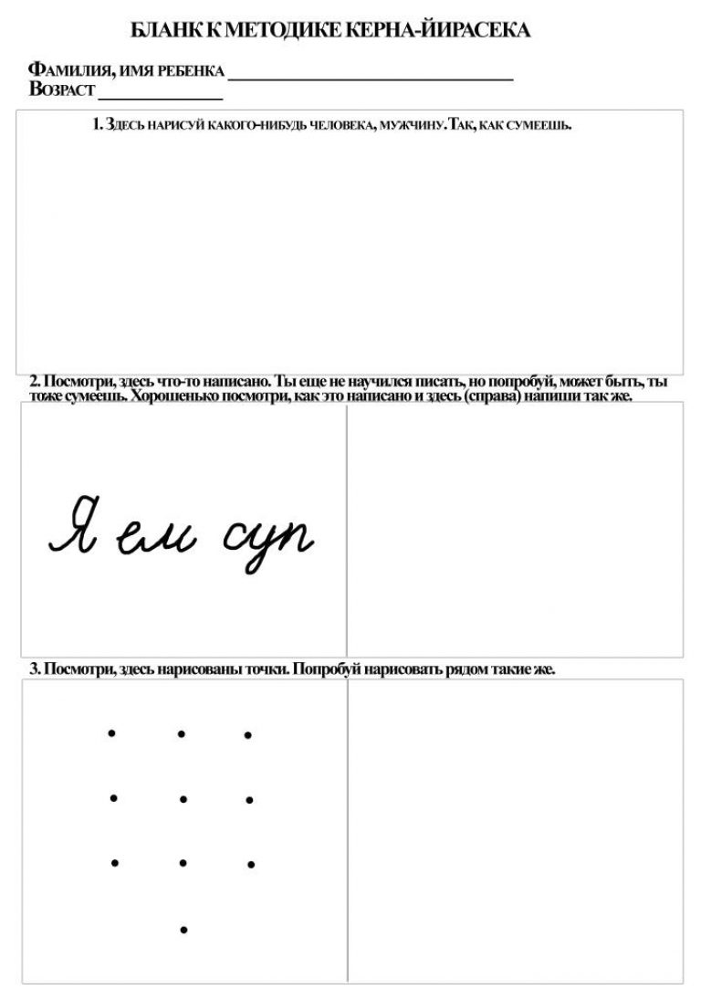 БЛАНК К МЕТОДИКЕ КЕРНА-ЙИРАСЕКА
ФАМИЛИЯ, ИМЯ РЕБЕНКА
ВОЗРАСТ
1. ЗДЕСЬ НАРИСУЙ КАКОГО-НИБУДЬ ЧЕЛОВЕКА, МУЖЧИНУ. ТАК, КАК СУМЕЕШЬ.
2. Посмотри, здесь что-то написано. Ты еще не научился писать, но попробуй, может быть, ты
тоже сумеешь. Хорошенько посмотри, как это написано и здесь (справа) напиши так же.
Я ем суп
3. Посмотри, здесь нарисованы точки. Попробуй нарисовать рядом такие же.